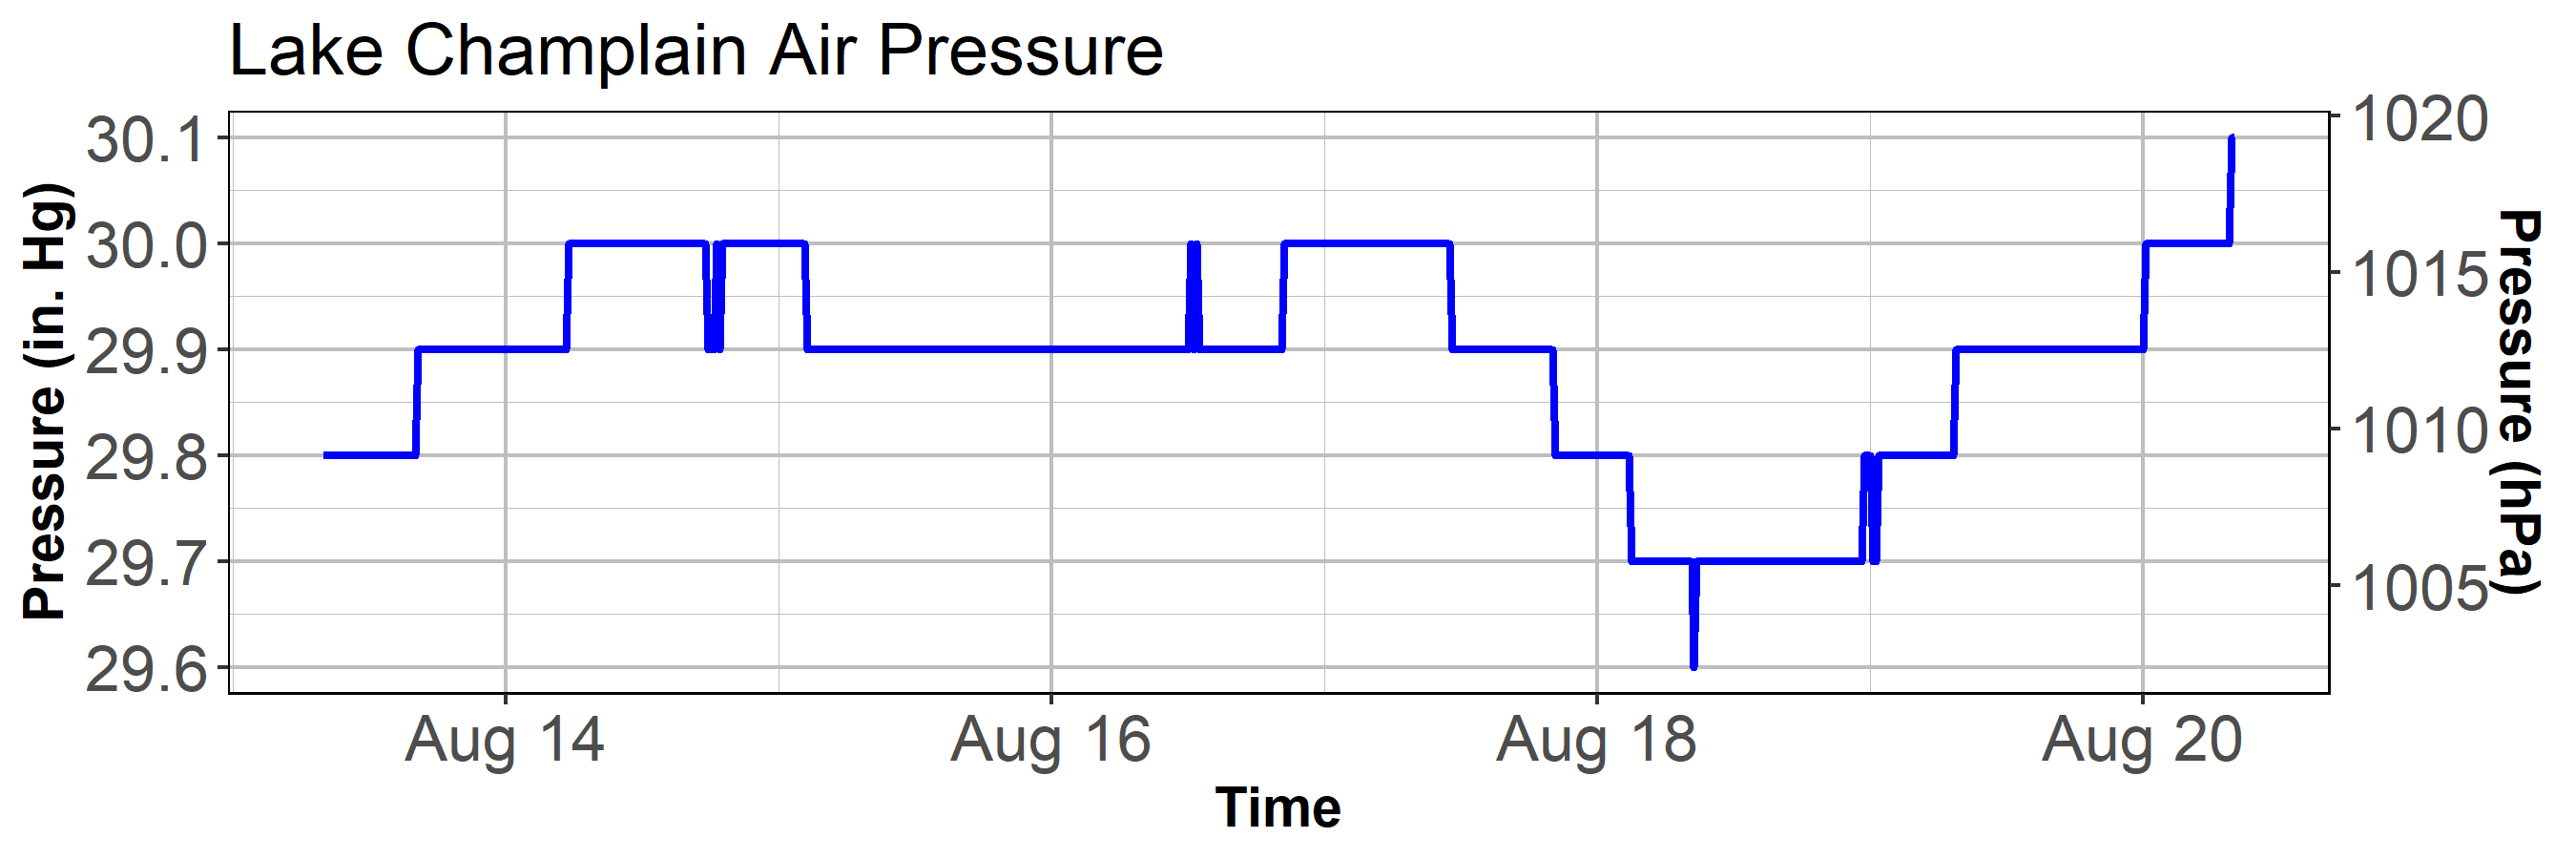 Lake Champlain Air Pressure
30.1
30.0
29.9
29.8
29.7
29.6
Pressure (in. Hg)
1020
1015
1010
1005
Pressure (hPa)
Aug 14
Aug 16
Aug 18
Aug 20
Time